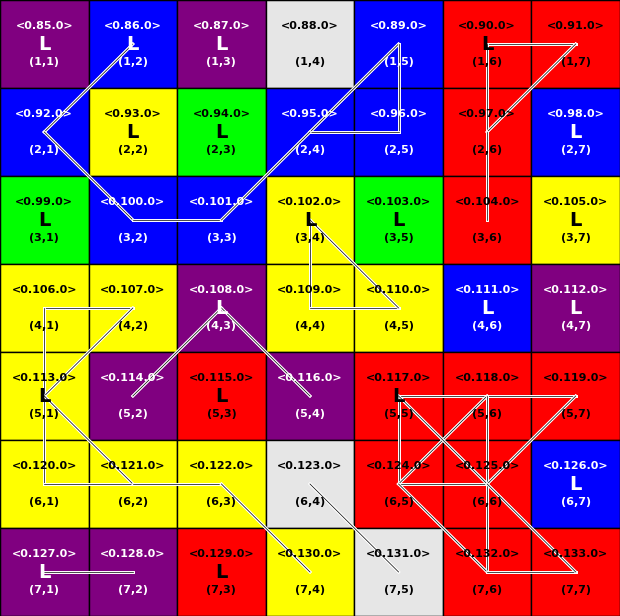 <0.85.0> <0.86.0> <0.87.0> <0.88.0> <0.89.0> <0.90.0> <0.91.0>
L L L L
(1,1) (1,2) (1,3) (1,4) (1,5) (1,6) (1,7)
<0.92.0> <0.93.0> <0.94.0> <0.95.0> <0.96.0> <0.97.0> <0.98.0>
L L L
(2,1) (2,2) (2,3) (2,4) (2,5) (2,6) (2,7)
<0.99.0> <0.100.0> <0.101.0> <0.102.0> <0.103.0> <0.104.0> <0.105.0>
L L L L
(3,1) (3,2) (3,3) (3,4) (3,5) (3,6) (3,7)
<0.106.0> <0.107.0> <0.108.0> <0.109.0> <0.110.0> <0.111.0> <0.112.0>
L L L
(4,1) (4,2) (4,3) (4,4) (4,5) (4,6) (4,7)
<0.113.0> <0.114.0> <0.115.0> <0.116.0> <0.117.0> <0.118.0> <0.119.0>
L L L
(5,1) (5,2) (5,3) (5,4) (5,5) (5,6) (5,7)
<0.120.0> <0.121.0> <0.122.0> <0.123.0> <0.124.0> <0.125.0> <0.126.0>
L
(6,1) (6,2) (6,3) (6,4) (6,5) (6,6) (6,7)
<0.127.0> <0.128.0> <0.129.0> <0.130.0> <0.131.0> <0.132.0> <0.133.0>
L L
(7,1) (7,2) (7,3) (7,4) (7,5) (7,6) (7,7)